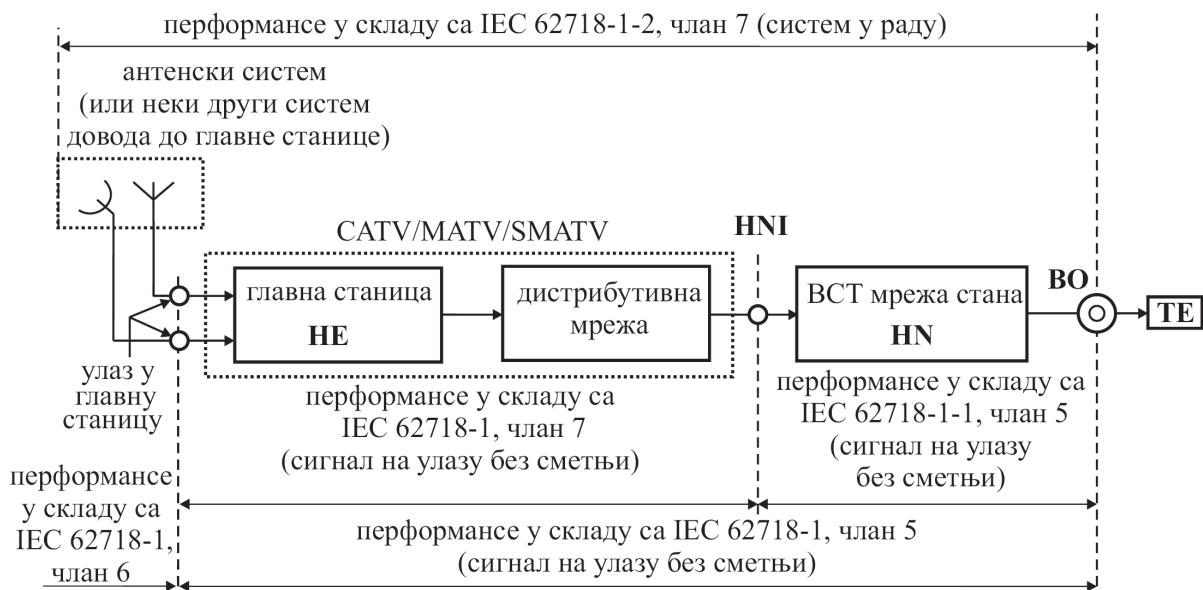 перформансе у складу са IEC 62718-1-2, члан 7 (систем у раду)
антенски систем
(или неки други систем
довода до главне станице)
CATV/MATV/SMATV
HNI
главна станица
HE
дистрибутивна
мрежа
ВСТ мрежа стана
HN
BO
TE
улаз у
главну
станицу
перформансе у складу са
IEC 62718-1, члан 7
(сигнал на улазу без сметњи)
перформансе у складу са
IEC 62718-1-1, члан 5
(сигнал на улазу
без сметњи)
перформансе
у складу са
IEC 62718-1,
члан 6
перформансе у складу са IEC 62718-1, члан 5
(сигнал на улазу без сметњи)